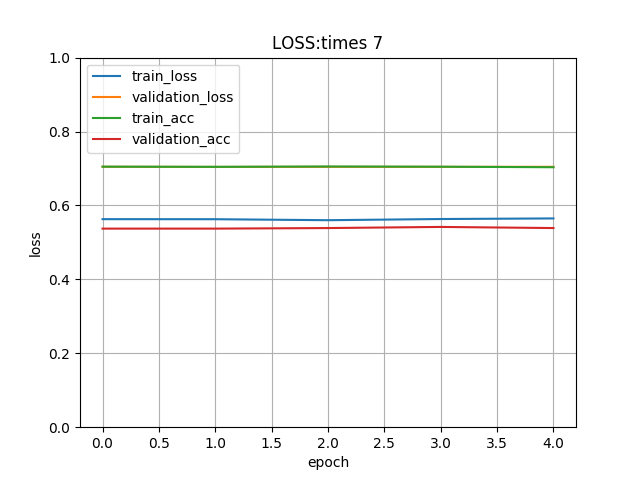 LOSS:times 7
train_loss
validation_loss
train_acc
validation_acc
1.0
0.8
0.6
0.4
0.2
0.0
loss
0.0 0.5 1.0 1.5 2.0 2.5 3.0 3.5 4.0
epoch